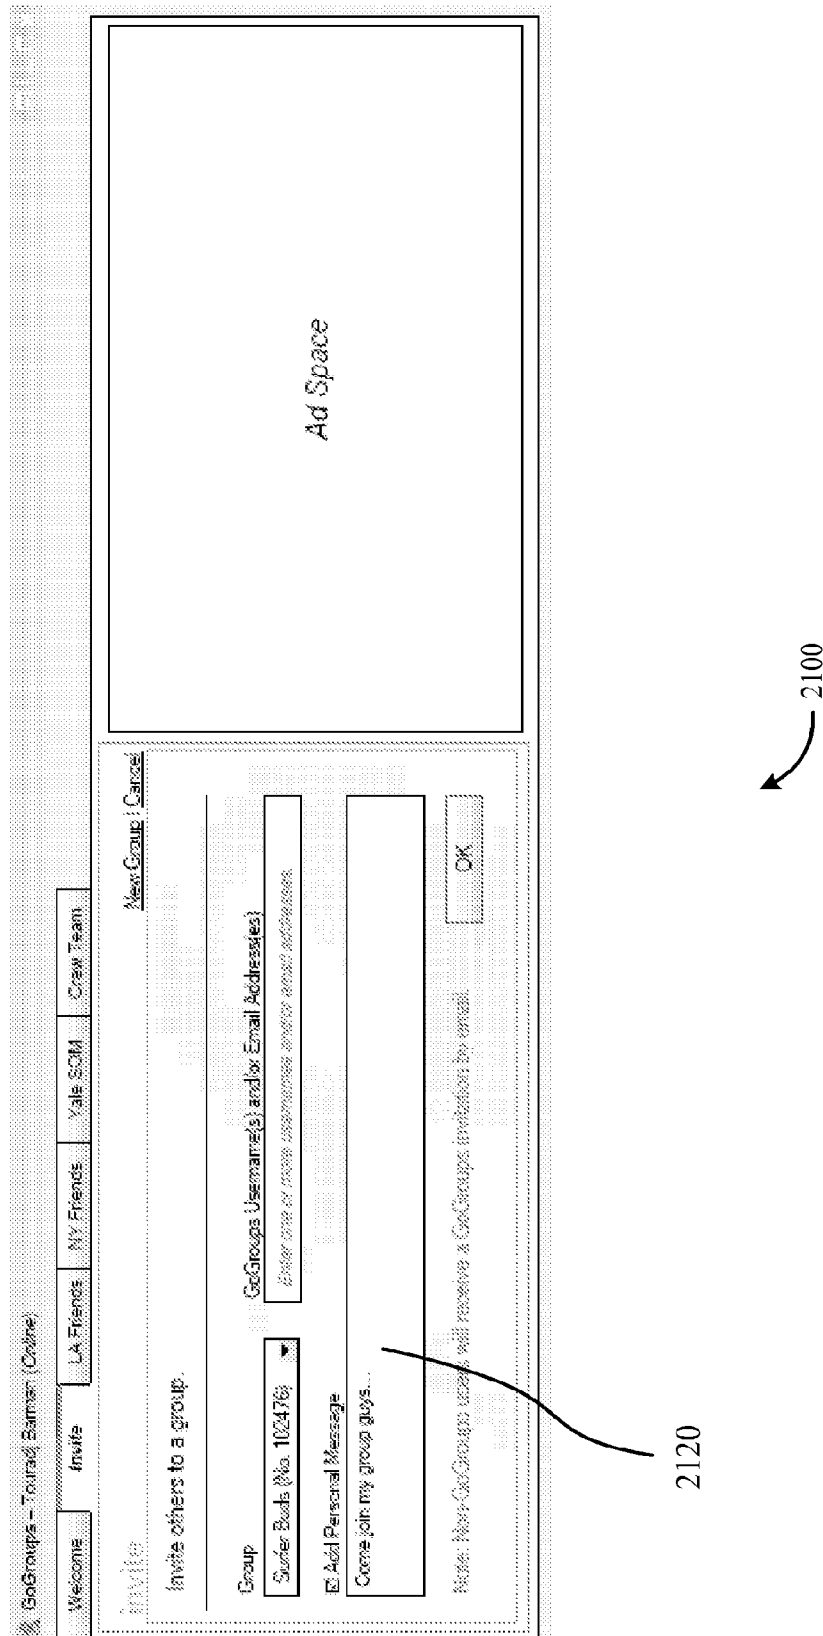 GoGroups – Touradj Barman (Online)
Welcome
Invite
LA Friends
NY Friends
Yale SOM
Crew Team
Invite
New Group | Cancel
Invite others to a group.
Group
GoGroups Username(s) and/or Email Address(es)
Surfer Buds (No. 102476)
Enter one or more usernames and/or email addresses.
Add Personal Message
Come join my group guys...
Note: Non-GoGroups users will receive a GoGroups invitation by email.
OK
Ad Space
2120
2100